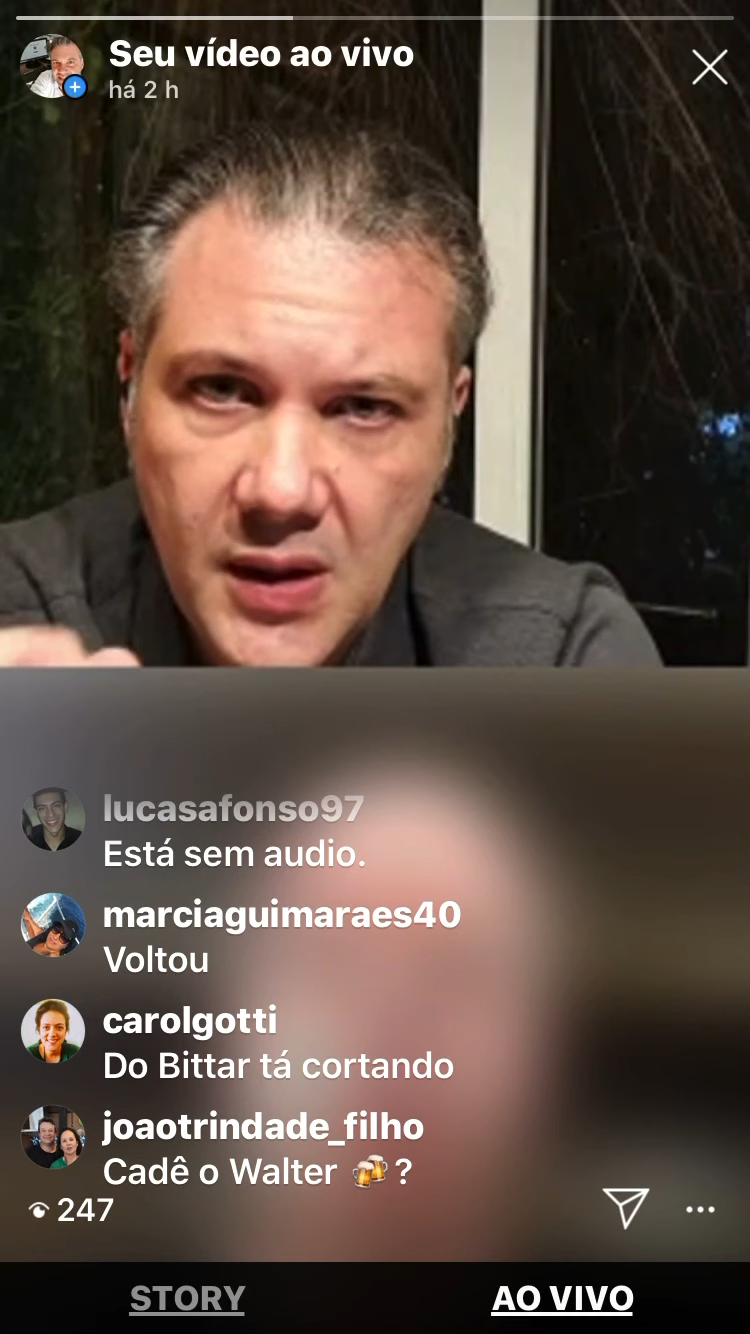 Seu vídeo ao vivo
há 2 h
lucasafonso97
Está sem audio.
marciaguimaraes40
Voltou
carolgotti
Do Bittar tá cortando
joaotrindade_filho
Cadê o Walter 🍻?
247
STORY
AO VIVO